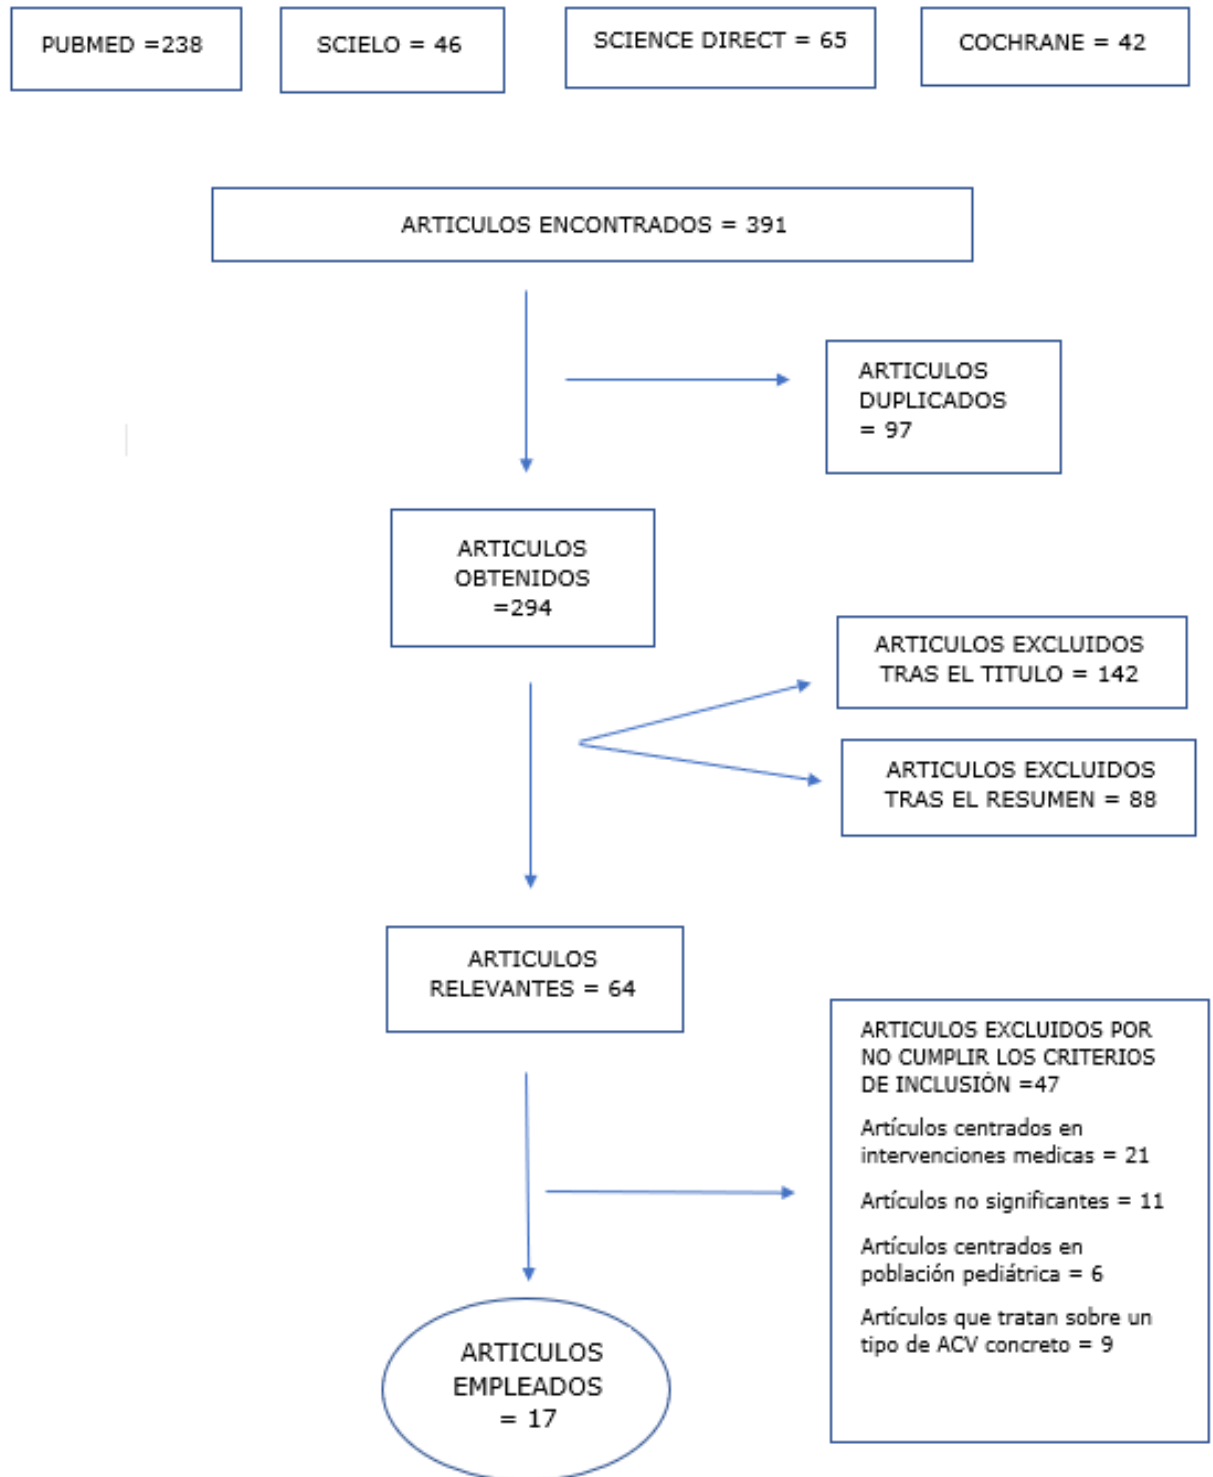 PUBMED =238
SCIELO = 46
SCIENCE DIRECT = 65
COCHRANE = 42
ARTICULOS ENCONTRADOS = 391
ARTICULOS
DUPLICADOS
= 97
ARTICULOS
OBTENIDOS
=294
ARTICULOS EXCLUIDOS
TRAS EL TITULO = 142
ARTICULOS EXCLUIDOS
TRAS EL RESUMEN = 88
ARTICULOS
RELEVANTES = 64
ARTICULOS EXCLUIDOS POR
NO CUMPLIR LOS CRITERIOS
DE INCLUSIÓN =47
Artículos centrados en
intervenciones medicas = 21
Artículos no significantes = 11
Artículos centrados en
población pediátrica = 6
Artículos que tratan sobre un
tipo de ACV concreto = 9
ARTICULOS
EMPLEADOS
= 17